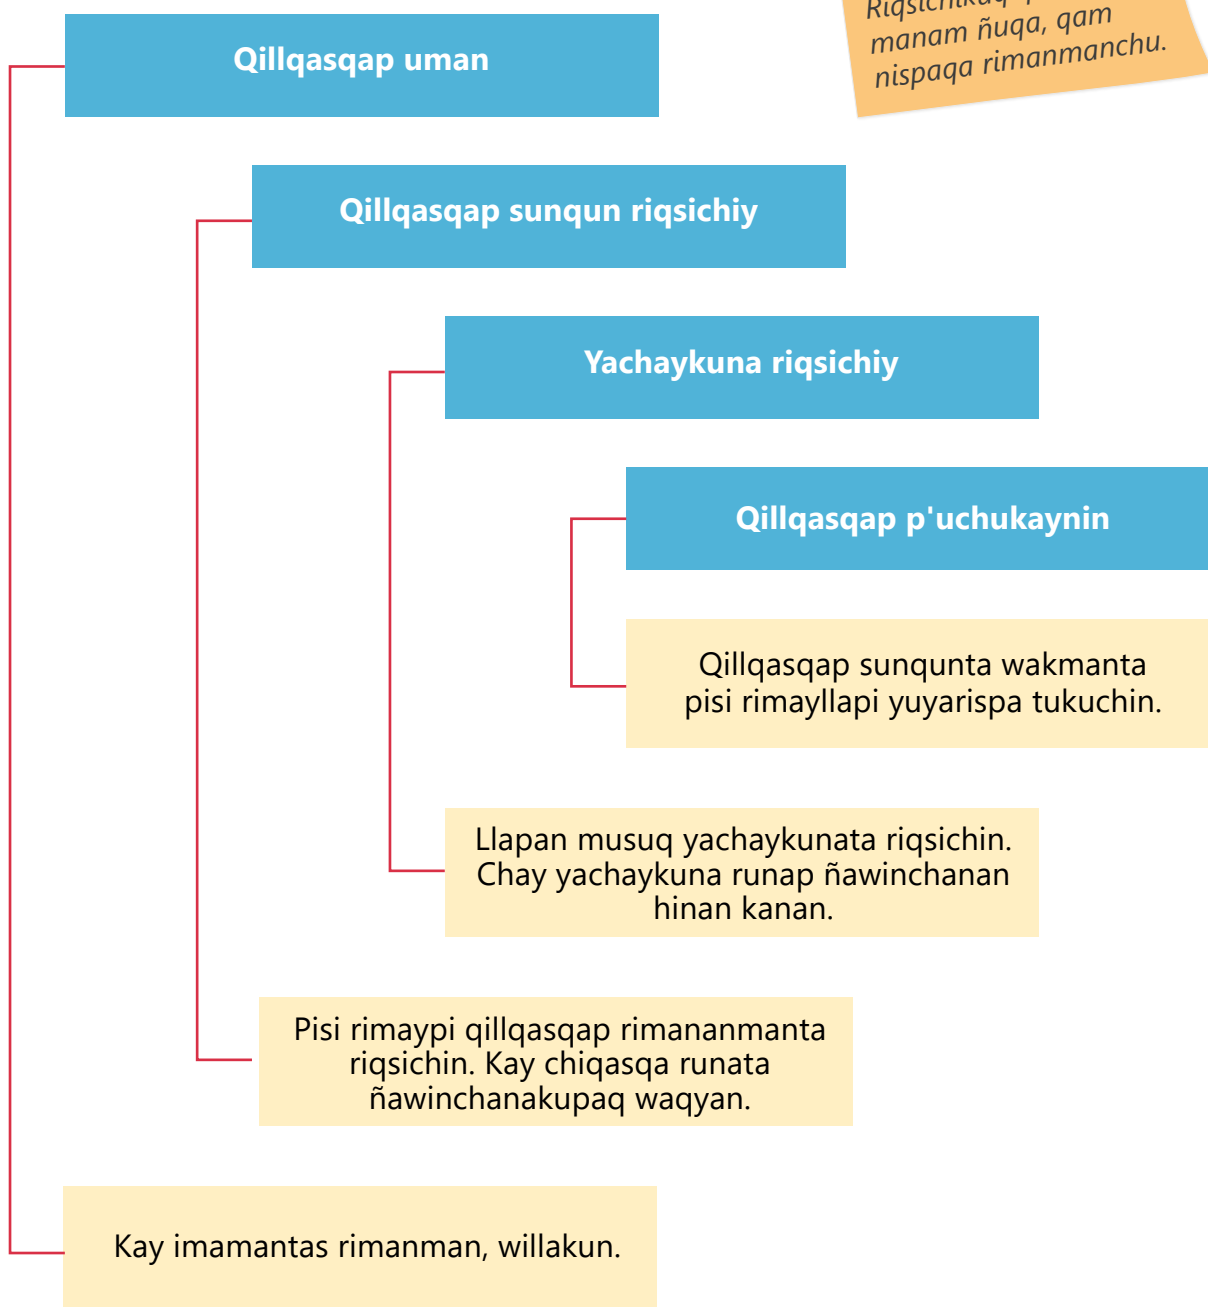 manam ñuqa, qam
nispaqa rimanmanchu.
Qillqasqap uman
Qillqasqap sunqun riqsichiy
Yachaykuna riqsichiy
Qillqasqap p'uchukaynin
Qillqasqap sunqunta wakmanta
pisi rimayllapi yuyarispa tukuchin.
Llapan musuq yachaykunata riqsichin.
Chay yachaykuna runap ñawinchanan
hinan kanan.
Pisi rimaypi qillqasqap rimananmanta
riqsichin. Kay chiqasqa runata
ñawinchanakupaq waqyan.
Kay imamantas rimanman, willakun.